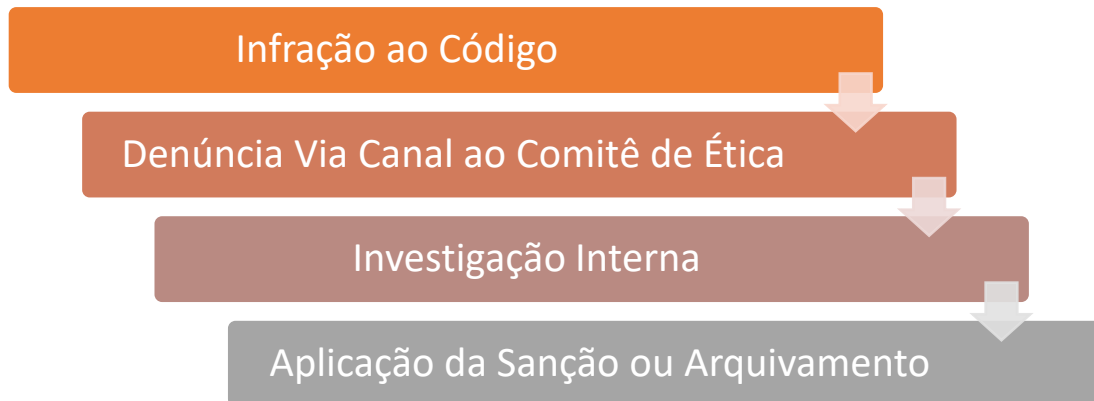 Infração ao Código
Denúncia Via Canal ao Comitê de Ética
Investigação Interna
Aplicação da Sanção ou Arquivamento